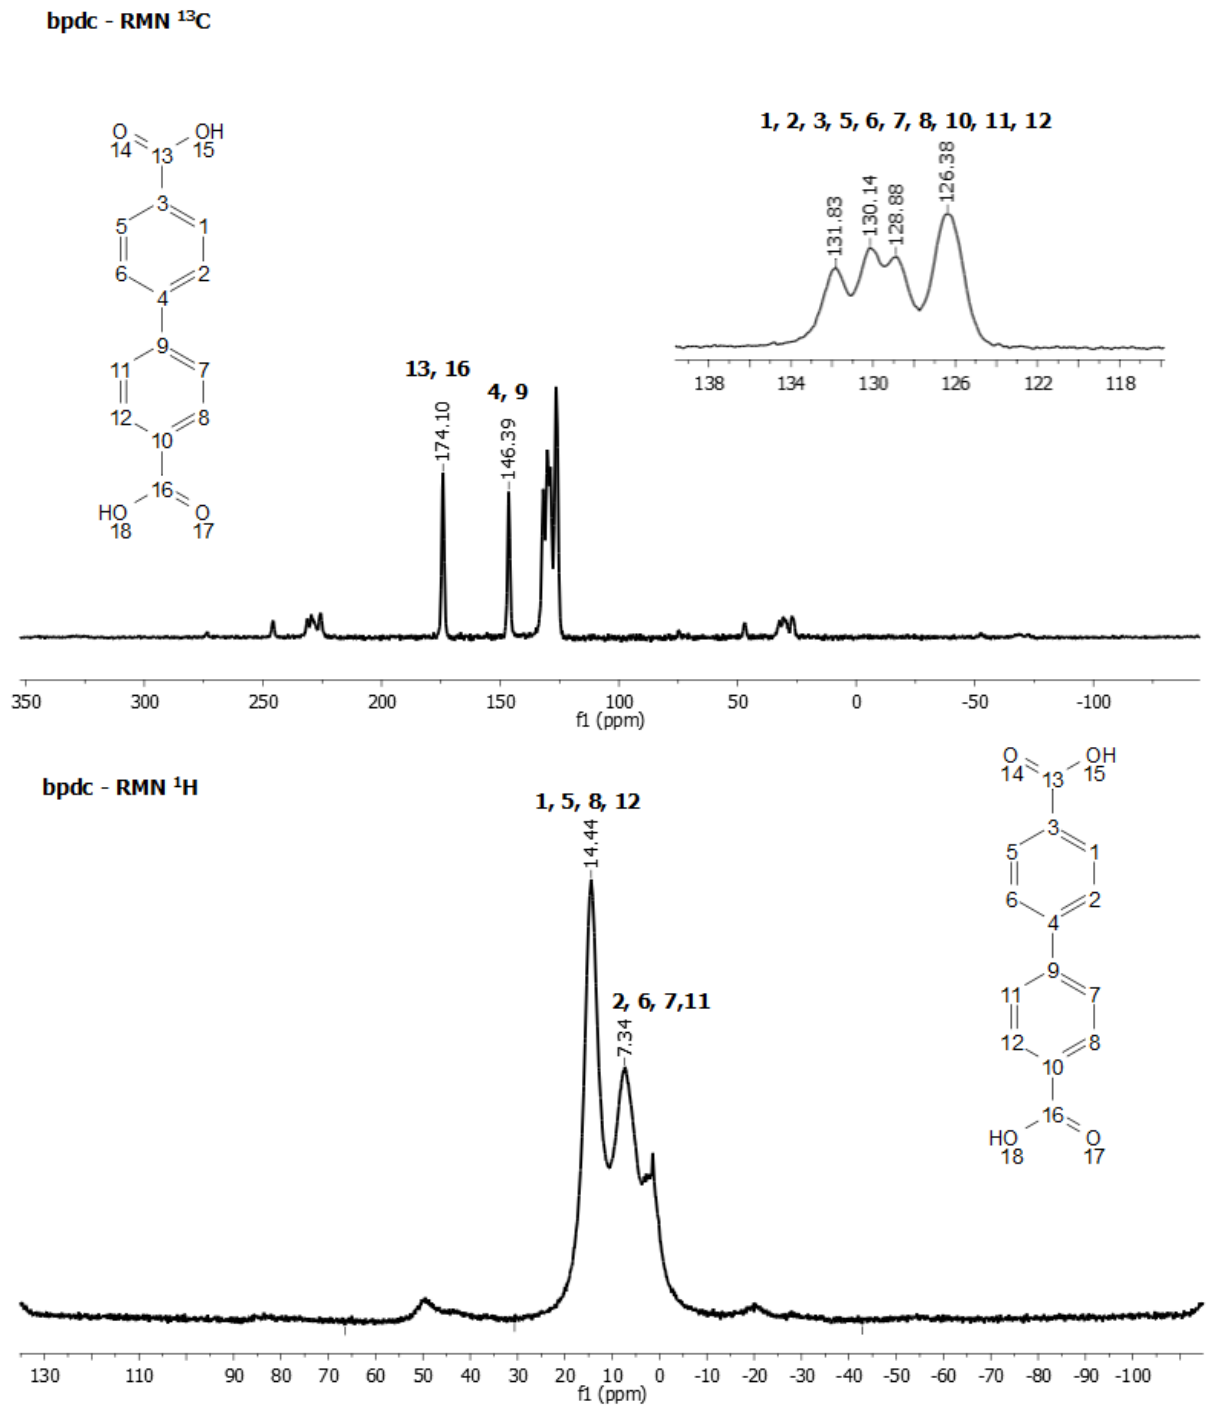 bpdc - RMN ¹³C
O OH
14 13 15
3
5 1
6 2
4
9
11 7
12 8
10
16
HO O
18 17
1, 2, 3, 5, 6, 7, 8, 10, 11, 12
131.83 130.14 128.88 126.38
138 134 130 126 122 118
13, 16
174.10
4, 9
146.39
350 300 250 200 150 100 50 0 -50 -100
f1 (ppm)
bpdc - RMN ¹H
O OH
14 13 15
3
5 1
6 2
4
9
11 7
12 8
10
16
HO O
18 17
1, 5, 8, 12
14.44
2, 6, 7,11
7.34
130 110 90 80 70 60 50 40 30 20 10 0 -10 -20 -30 -40 -50 -60 -70 -80 -90 -100
f1 (ppm)